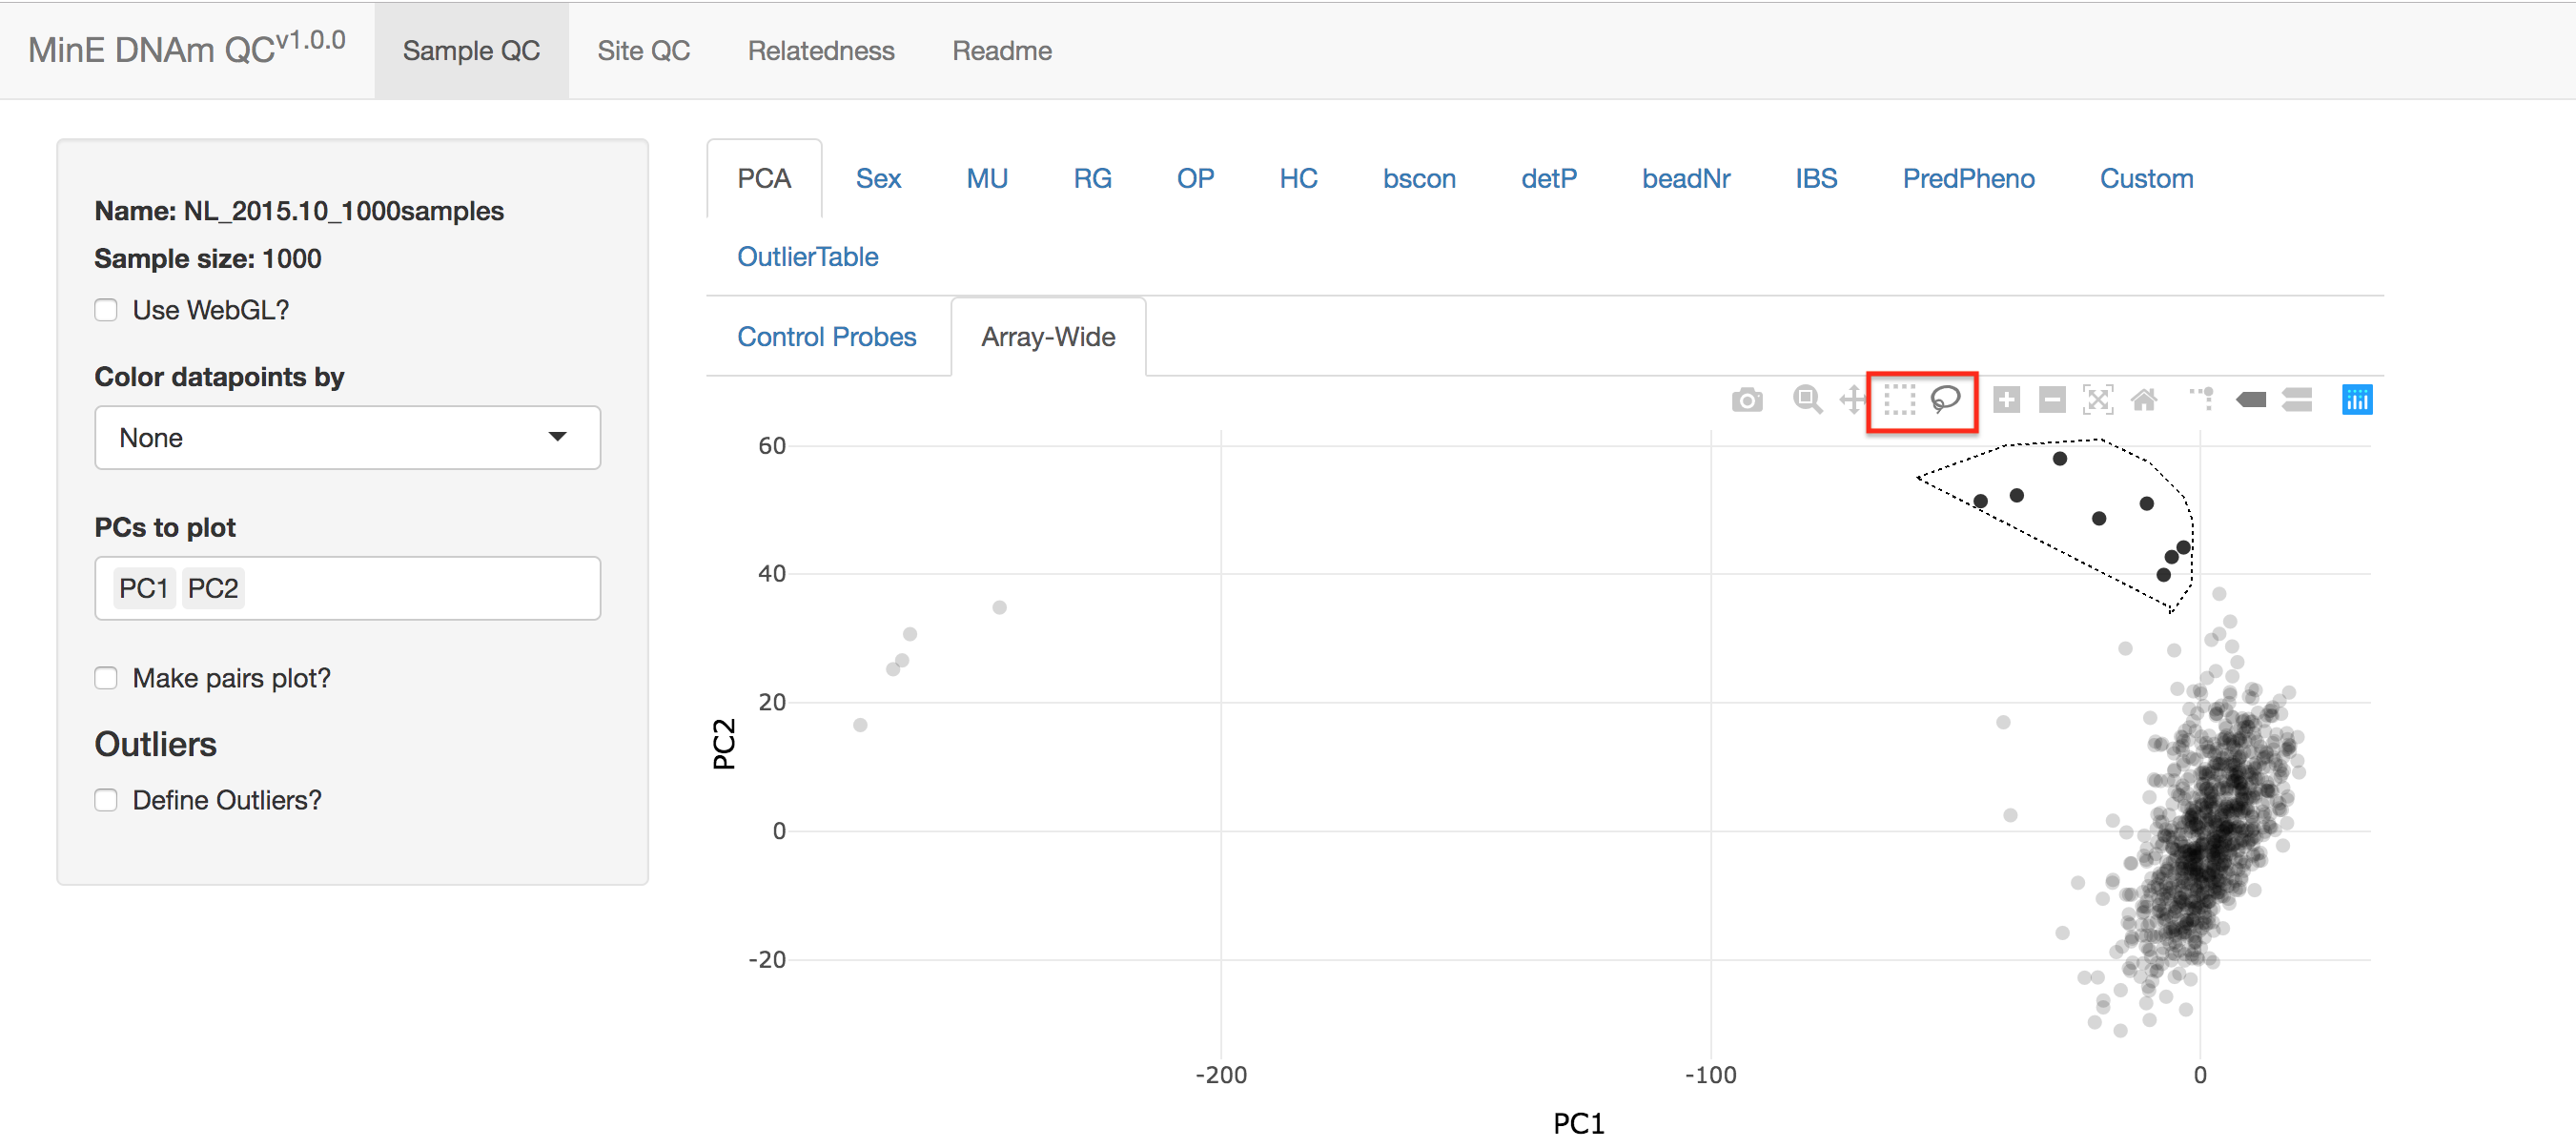 MinE DNAm QCv1.0.0 Sample QC Site QC Relatedness Readme
Name: NL_2015.10_1000samples
Sample size: 1000
Use WebGL?
Color datapoints by
None
PCs to plot
PC1 PC2
Make pairs plot?
Outliers
Define Outliers?
PCA Sex MU RG OP HC bscon detP beadNr IBS PredPheno Custom
OutlierTable
Control Probes Array-Wide
60
40
20
0
-20
PC2
-200 -100 0
PC1